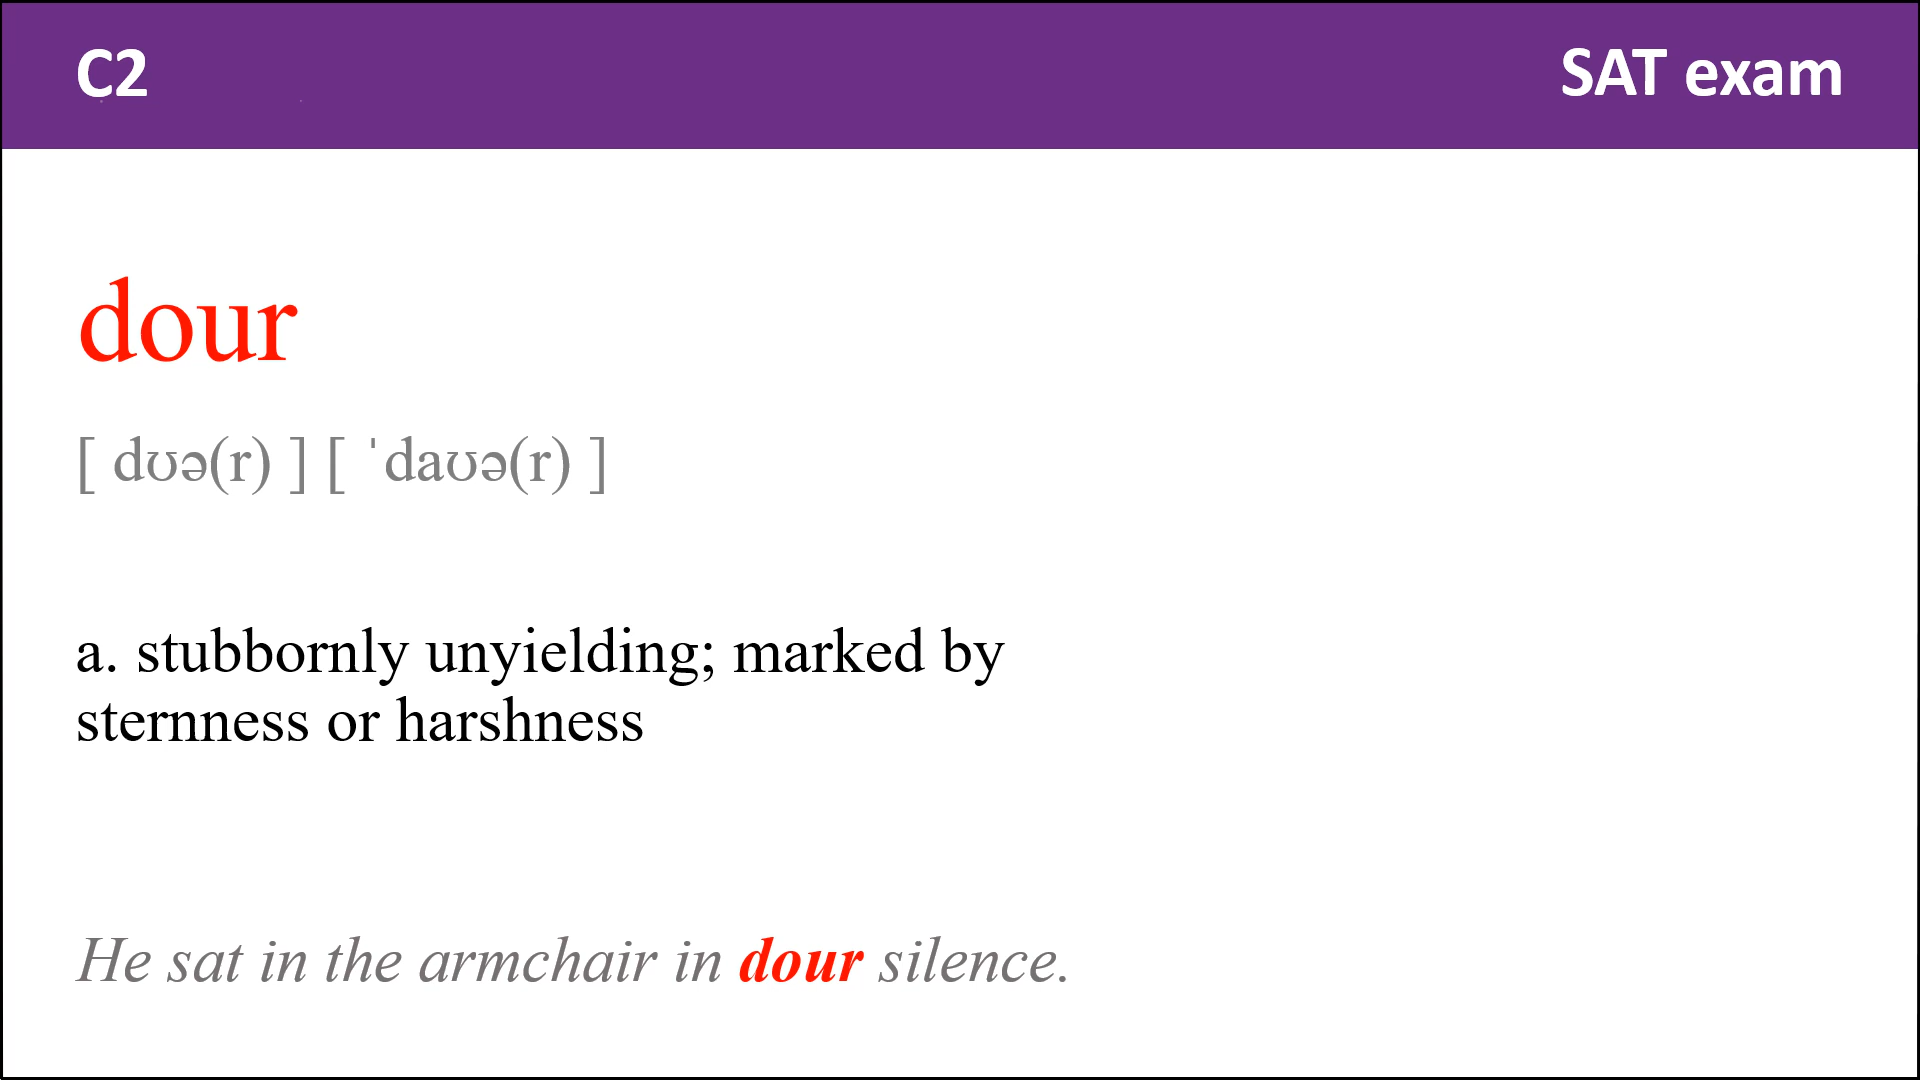 C2
SAT exam
dour
[ dʊə(r) ] [ ˈdaʊə(r) ]
a. stubbornly unyielding; marked by
sternness or harshness
He sat in the armchair in dour silence.